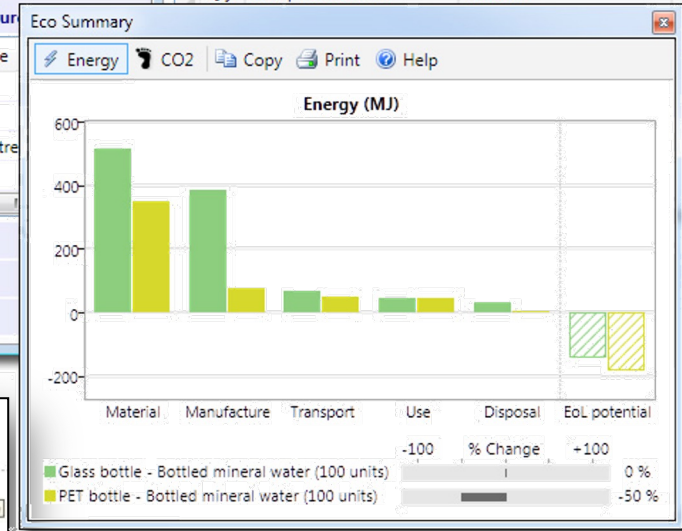 Eco Summary
Energy CO2 Copy Print Help
Energy (MJ)
600
400
200
0
-200
Material Manufacture Transport Use Disposal EoL potential
-100 % Change +100
Glass bottle - Bottled mineral water (100 units) 0 %
PET bottle - Bottled mineral water (100 units) -50 %